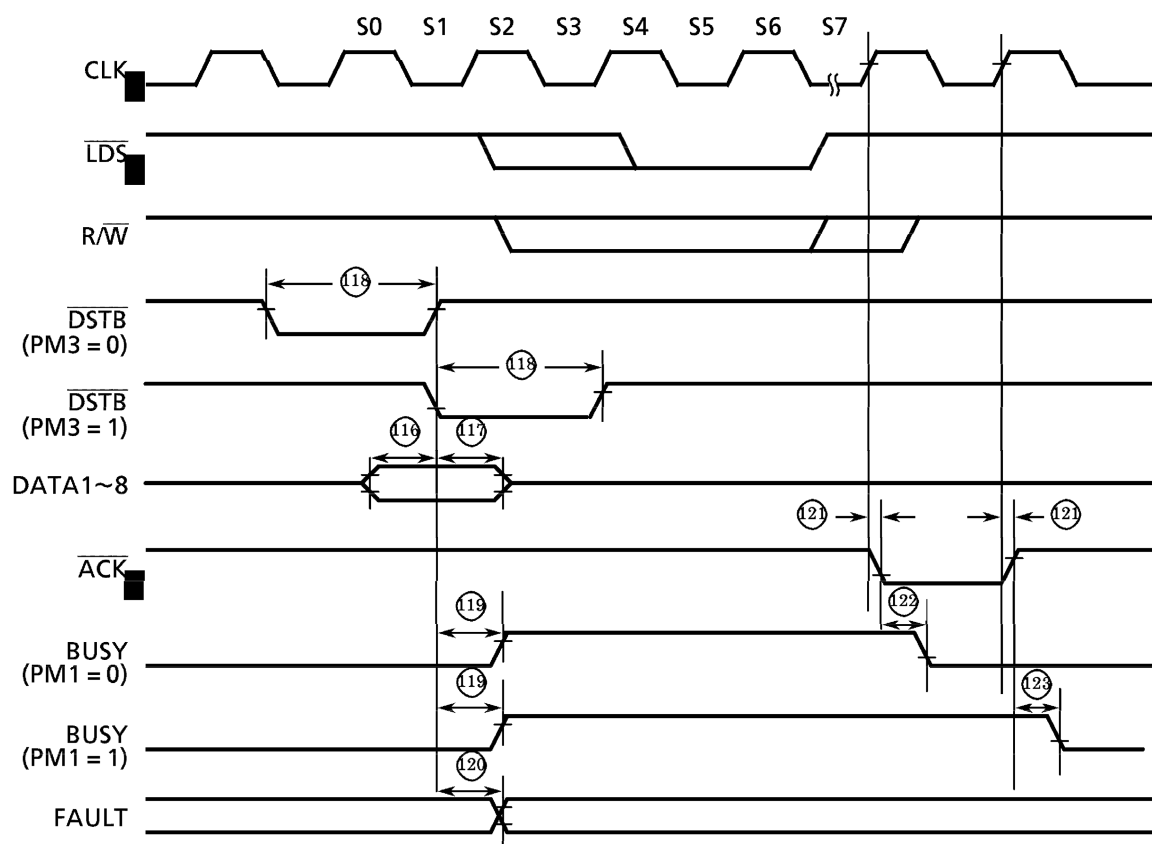 S0 S1 S2 S3 S4 S5 S6 S7
CLK
LDS
R/W
118
DSTB
(PM3 = 0)
118
DSTB
(PM3 = 1)
116 117
DATA1~8
121 121
ACK
122
119
BUSY
(PM1 = 0)
119 123
BUSY
(PM1 = 1)
120
FAULT